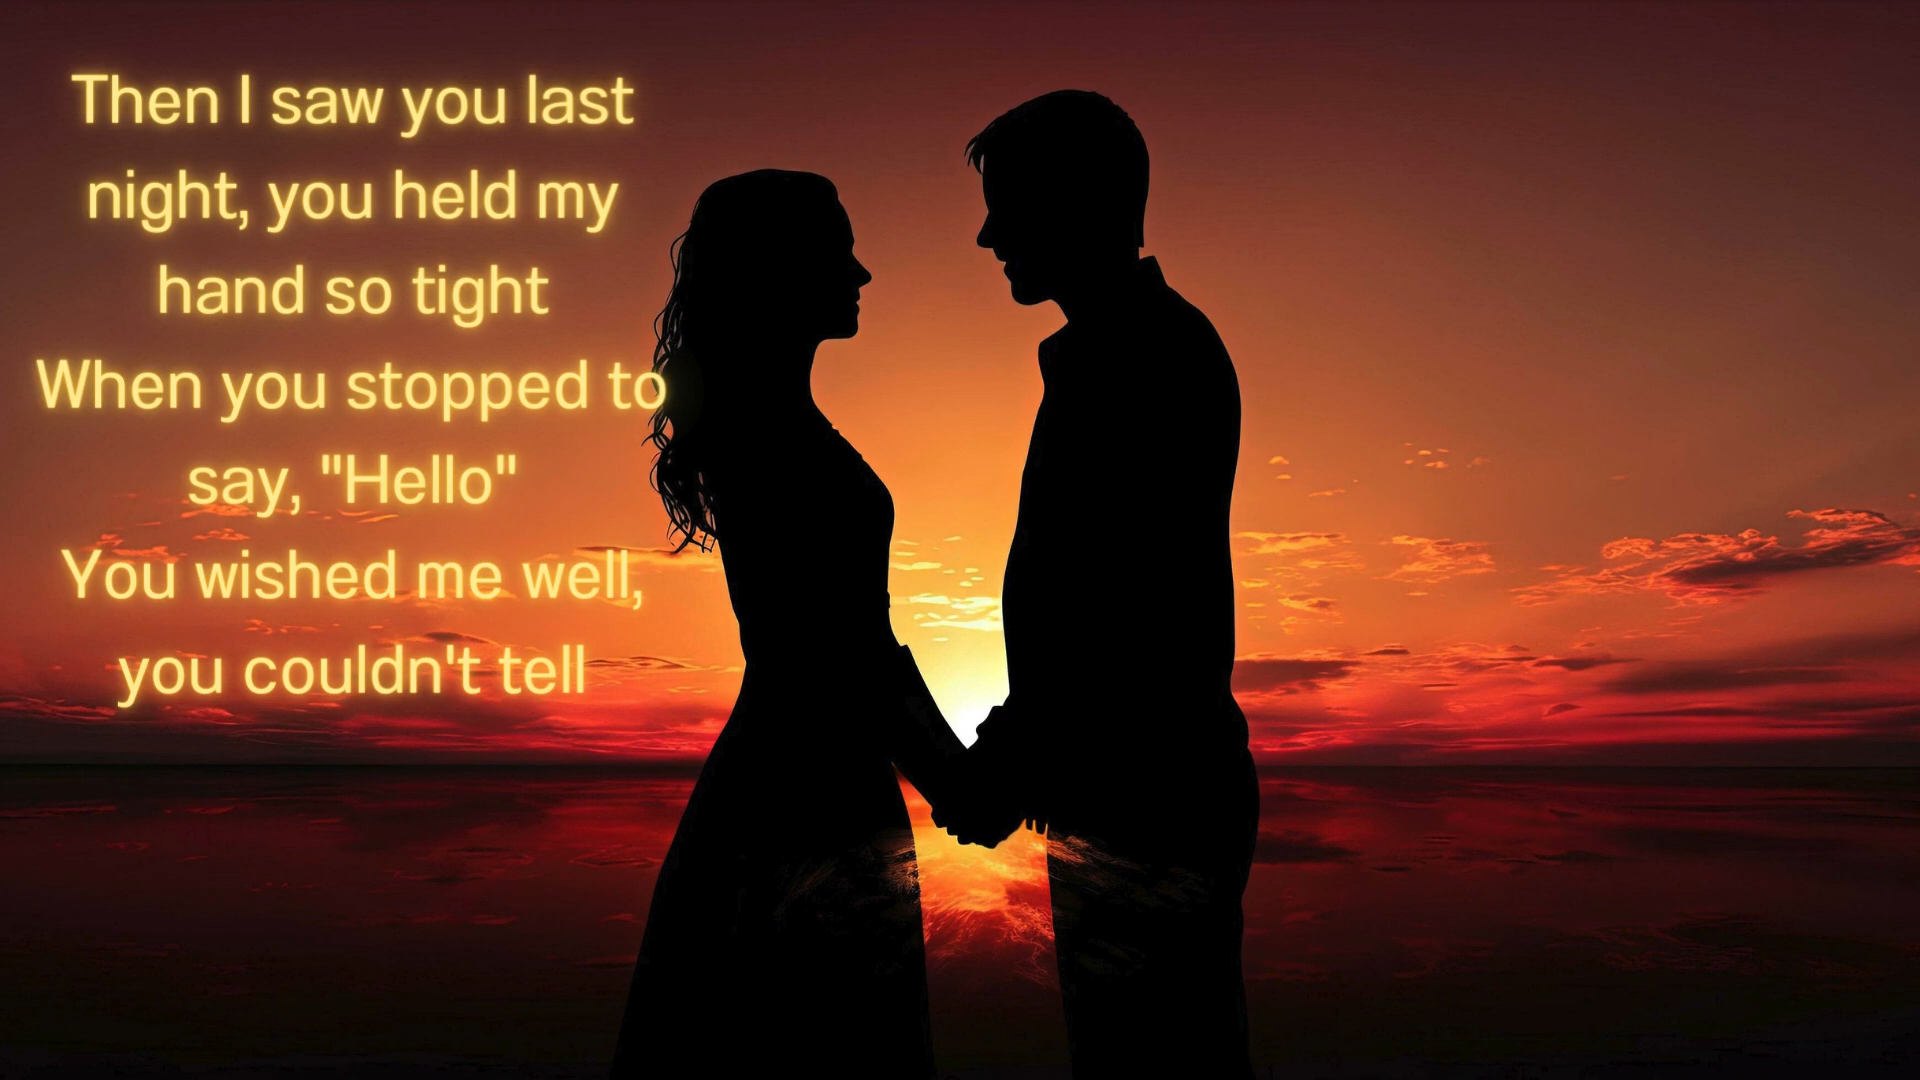 Then I saw you last
night, you held my
hand so tight
When you stopped to
say, "Hello"
You wished me well,
you couldn't tell